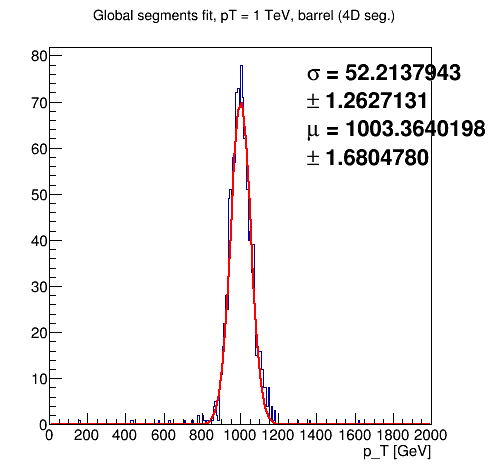 Global segments fit, pT = 1 TeV, barrel (4D seg.)
σ = 52.2137943
± 1.2627131
μ = 1003.3640198
± 1.6804780
80
70
60
50
40
30
20
10
0
0 200 400 600 800 1000 1200 1400 1600 1800 2000
p_T [GeV]